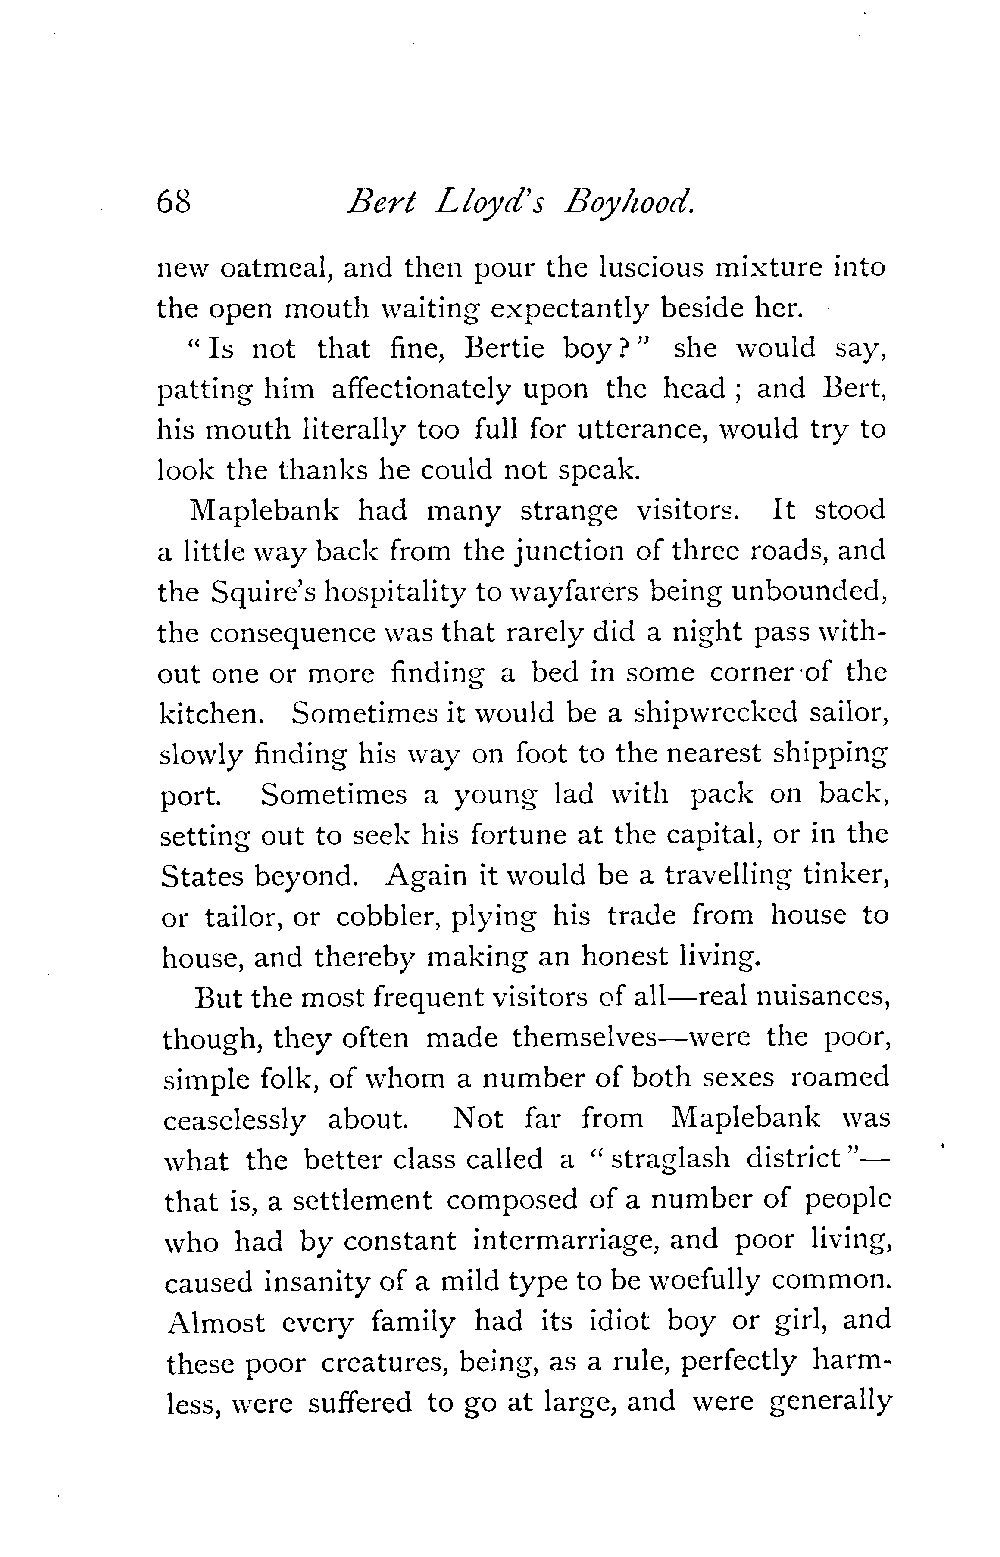 68 Bert Lloyd's Boyhood.
new oatmeal, and then pour the luscious mixture into
the open mouth waiting expectantly beside her.
" Is not that fine, Bertie boy?" she would say,
patting him affectionately upon the head ; and Bert,
his mouth literally too full for utterance, would try to
look the thanks he could not speak.
Maplebank had many strange visitors. It stood
a little way back from the junction of three roads, and
the Squire's hospitality to wayfarers being unbounded,
the consequence was that rarely did a night pass with-
out one or more finding a bed in some corner of the
kitchen. Sometimes it would be a shipwrecked sailor,
slowly finding his way on foot to the nearest shipping
port. Sometimes a young lad with pack on back,
setting out to seek his fortune at the capital, or in the
States beyond. Again it would be a travelling tinker,
or tailor, or cobbler, plying his trade from house to
house, and thereby making an honest living.
But the most frequent visitors of all—real nuisances,
though, they often made themselves—were the poor,
simple folk, of whom a number of both sexes roamed
ceaselessly about. Not far from Maplebank was
what the better class called a " straglash district "—
that is, a settlement composed of a number of people
who had by constant intermarriage, and poor living,
caused insanity of a mild type to be woefully common.
Almost every family had its idiot boy or girl, and
these poor creatures, being, as a rule, perfectly harm-
less, were suffered to go at large, and were generally